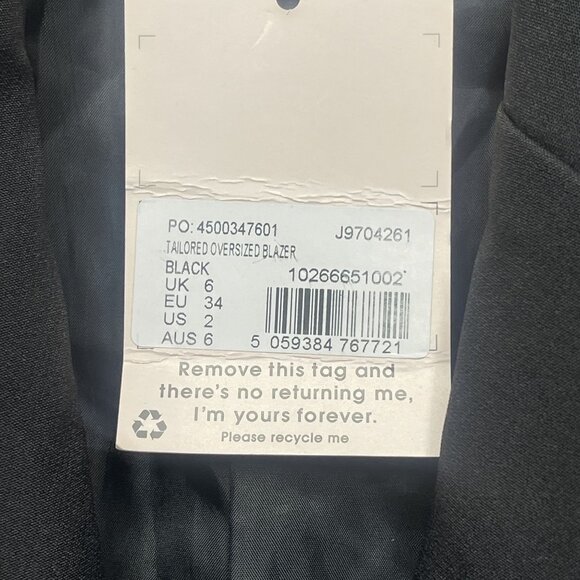 PO: 4500347601 J9704261
TAILORED OVERSIZED BLAZER
BLACK 10266651002*
UK 6
EU 34
US 2
AUS 6 5 059384 767721
Remove this tag and
there's no returning me,
I'm yours forever.
Please recycle me